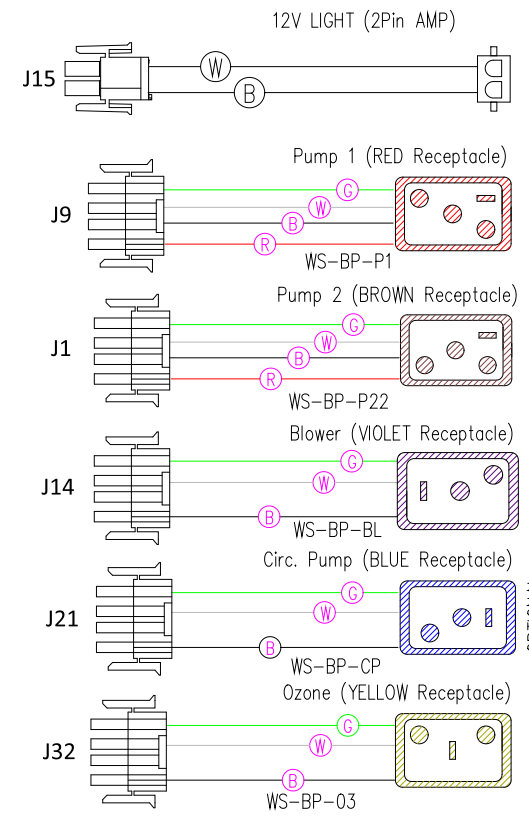 12V LIGHT (2Pin AMP)
J15
W
B
Pump 1 (RED Receptacle)
J9
G
W
B
R
WS-BP-P1
Pump 2 (BROWN Receptacle)
J1
G
W
B
R
WS-BP-P22
Blower (VIOLET Receptacle)
J14
G
W
B
WS-BP-BL
Circ. Pump (BLUE Receptacle)
J21
G
W
B
WS-BP-CP
Ozone (YELLOW Receptacle)
J32
G
W
B
WS-BP-03